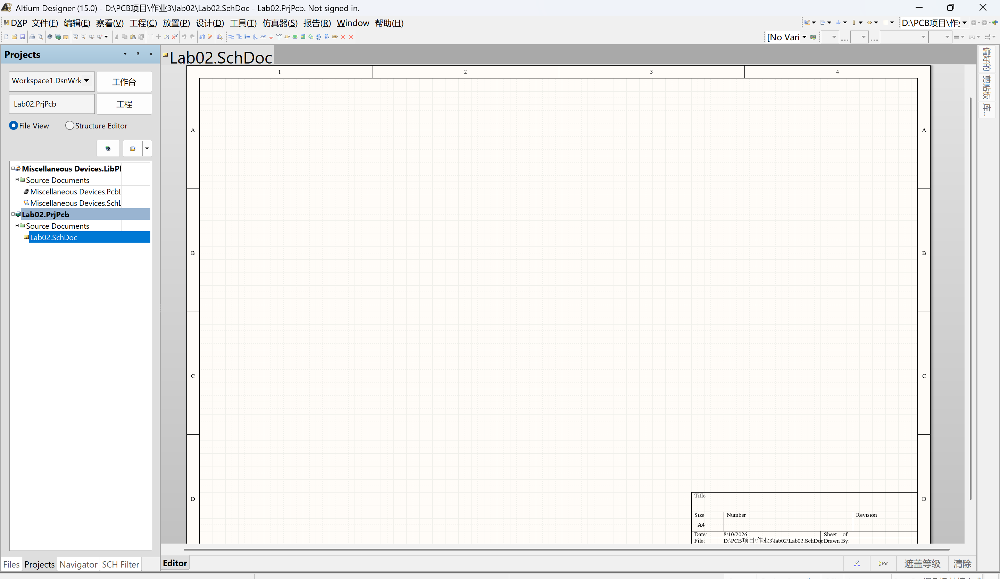 Altium Designer (15.0) - D:\PCB项目\作业3\lab02\Lab02.SchDoc - Lab02.PrjPcb. Not signed in.
DXP 文件(F) 编辑(E) 察看(V) 工程(C) 放置(P) 设计(D) 工具(T) 仿真器(S) 报告(R) Window 帮助(H)
D:\PCB项目\作
[No Vari
Projects
Workspace1.DsnWrk
工作台
Lab02.PrjPcb
工程
File View
Structure Editor
Miscellaneous Devices.LibPl
Source Documents
Miscellaneous Devices.PcbL
Miscellaneous Devices.SchL
Lab02.PrjPcb
Source Documents
Lab02.SchDoc
Files Projects Navigator SCH Filter
Lab02.SchDoc
1 2 3 4
A A
B B
C C
D D
Title
Size Number Revision
A4
Date: 8/10/2026 Sheet of
File: D:\PCB项目\作业3\lab02\Lab02.SchDoc Drawn By:
Editor
遮盖等级 清除
偏好的
剪贴板
库...